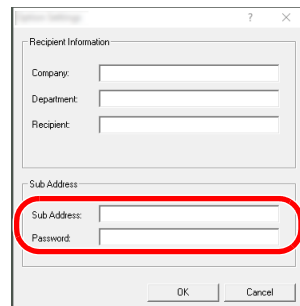 ?
Recipient Information
Company:
Department:
Recipient:
Sub Address
Sub Address:
Password:
OK Cancel